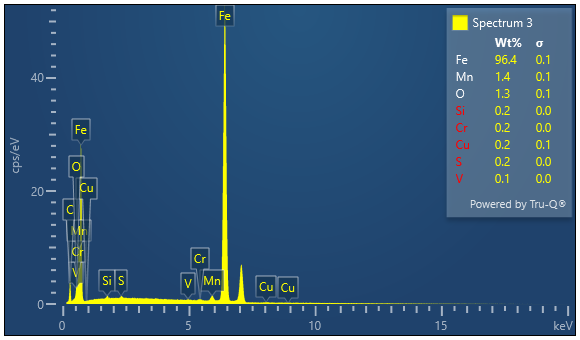 Fe
Spectrum 3
Wt% σ
Fe 96.4 0.1
Mn 1.4 0.1
O 1.3 0.1
Si 0.2 0.0
Cr 0.2 0.0
Cu 0.2 0.1
S 0.2 0.0
V 0.1 0.0
Powered by Tru-Q®
40
cps/eV
Fe
O
Cu
20
C
Mn
Cr
Cr
V
Si
S
V
Mn
Cu
Cu
0
0 5 10 15 keV